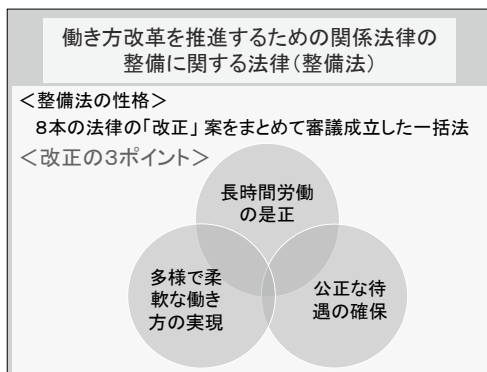 働き方改革を推進するための関係法律の
整備に関する法律（整備法）
＜整備法の性格＞
８本の法律の「改正」案をまとめて審議成立した一括法
＜改正の３ポイント＞
長時間労働
の是正
多様で柔
軟な働き
方の実現
公正な待
遇の確保